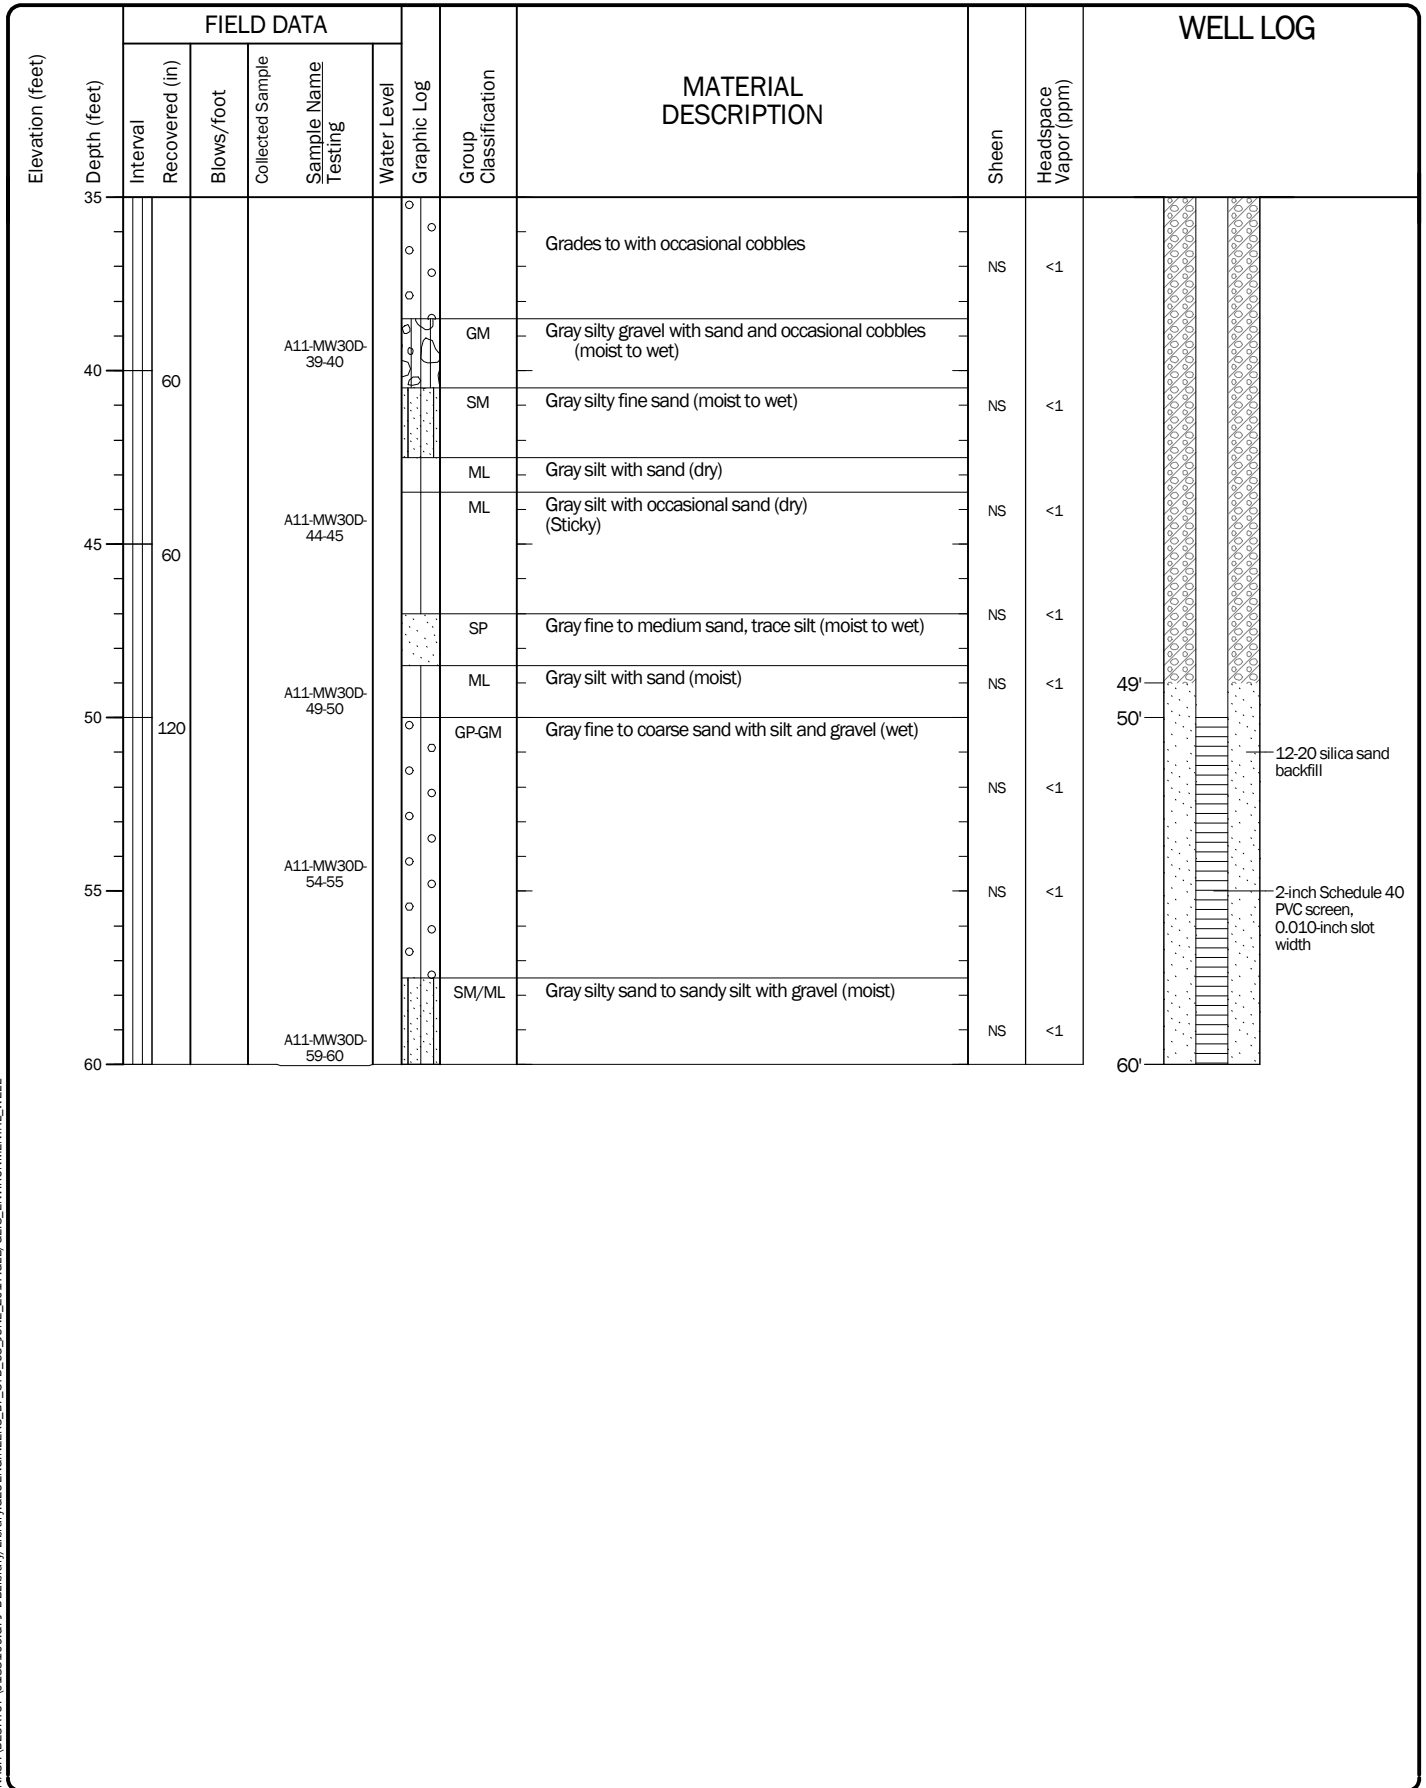 FIELD DATA
WELL LOG
Elevation (feet)
Depth (feet)
Interval
Recovered (in)
Blows/foot
Collected Sample
Sample Name
Testing
Water Level
Graphic Log
Group
Classification
MATERIAL
DESCRIPTION
Sheen
Headspace
Vapor (ppm)
35
Grades to with occasional cobbles
NS <1
A11-MW30D-
39-40
GM
Gray silty gravel with sand and occasional cobbles
(moist to wet)
40
60
SM
Gray silty fine sand (moist to wet)
NS <1
ML
Gray silt with sand (dry)
A11-MW30D-
44-45
ML
Gray silt with occasional sand (dry)
(Sticky)
NS <1
45
60
SP
Gray fine to medium sand, trace silt (moist to wet)
NS <1
A11-MW30D-
49-50
ML
Gray silt with sand (moist)
NS <1
49'
50
50'
120
GP-GM
Gray fine to coarse sand with silt and gravel (wet)
12-20 silica sand
backfill
NS <1
A11-MW30D-
54-55
55
NS <1
2-inch Schedule 40
PVC screen,
0.010-inch slot
width
SM/ML
Gray silty sand to sandy silt with gravel (moist)
A11-MW30D-
59-60
NS <1
60
60'